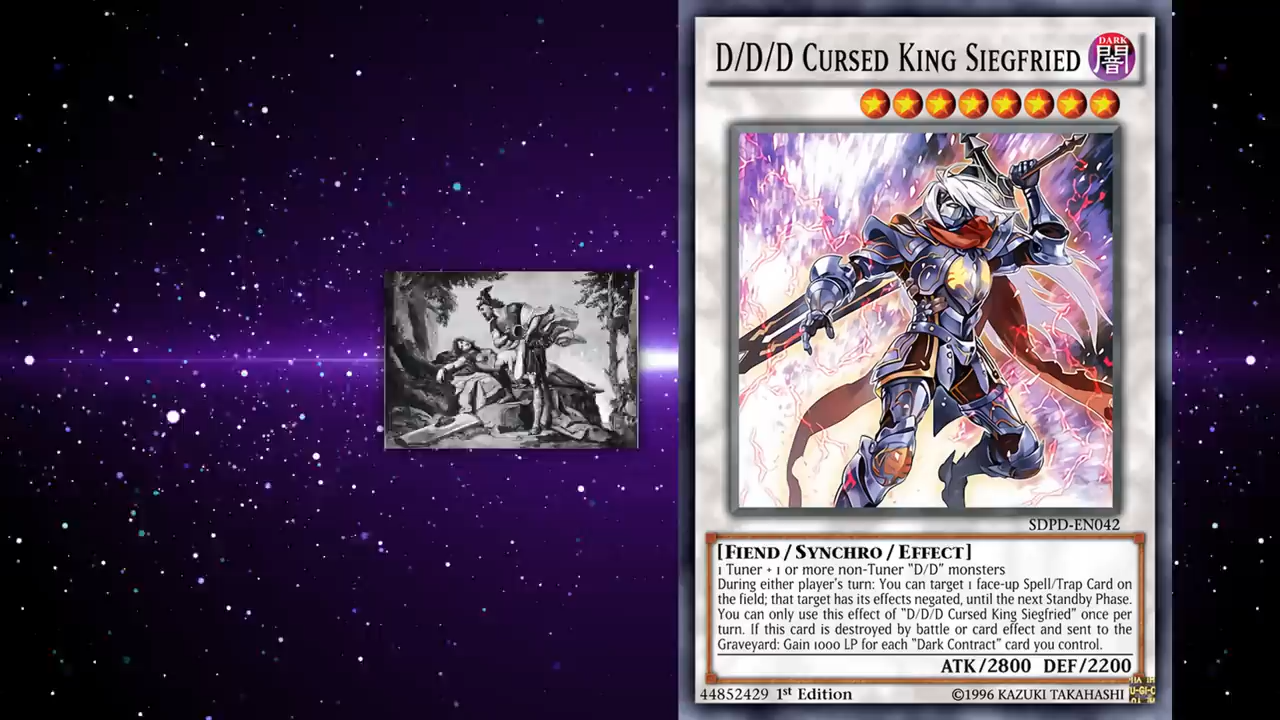 D/D/D CURSED KING SIEGFRIED
DARK
闇
SDPD-EN042
[FIEND / SYNCHRO / EFFECT]
1 Tuner + 1 or more non-Tuner "D/D" monsters
During either player's turn: You can target 1 face-up Spell/Trap Card on
the field; that target has its effects negated, until the next Standby Phase.
You can only use this effect of "D/D/D Cursed King Siegfried" once per
turn. If this card is destroyed by battle or card effect and sent to the
Graveyard: Gain 1000 LP for each "Dark Contract" card you control.
ATK/2800 DEF/2200
44852429 1st Edition ©1996 KAZUKI TAKAHASHI